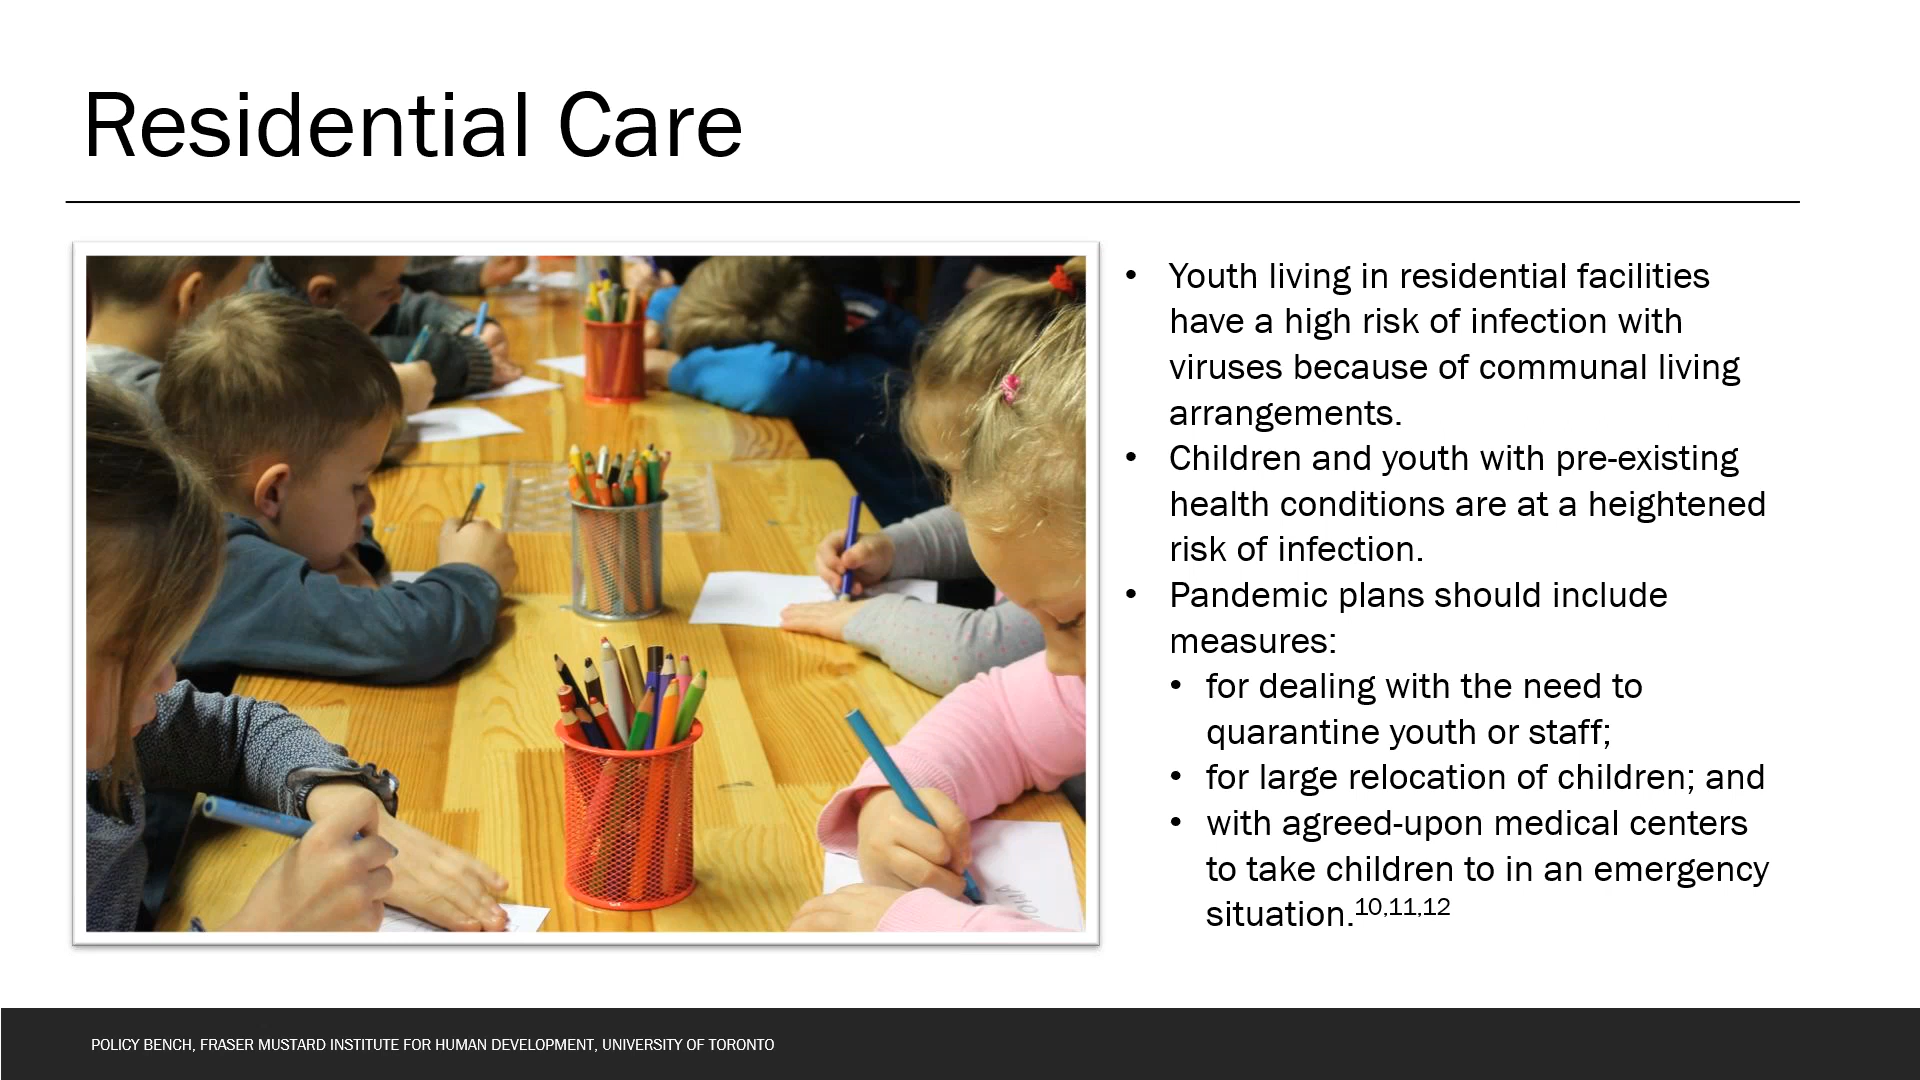 Residential Care
• Youth living in residential facilities
have a high risk of infection with
viruses because of communal living
arrangements.
• Children and youth with pre-existing
health conditions are at a heightened
risk of infection.
• Pandemic plans should include
measures:
• for dealing with the need to
quarantine youth or staff;
• for large relocation of children; and
• with agreed-upon medical centers
to take children to in an emergency
situation.10,11,12
POLICY BENCH, FRASER MUSTARD INSTITUTE FOR HUMAN DEVELOPMENT, UNIVERSITY OF TORONTO